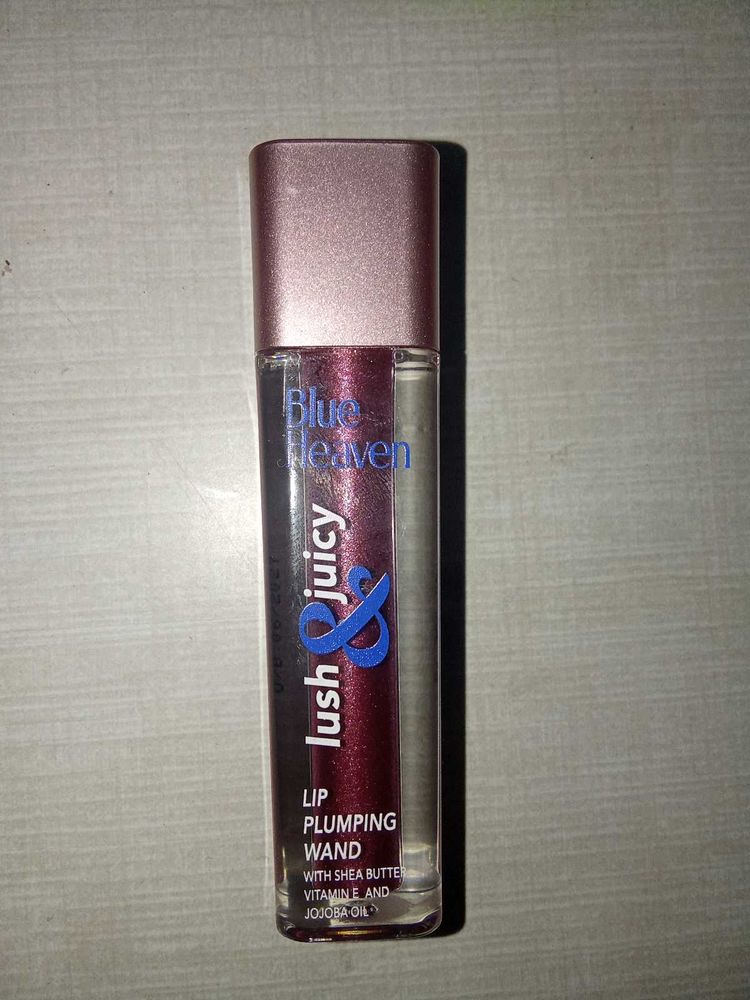 Blue
Heaven
lush & juicy
LIP
PLUMPING
WAND
WITH SHEA BUTTER
VITAMIN E AND
JOJOBA OIL